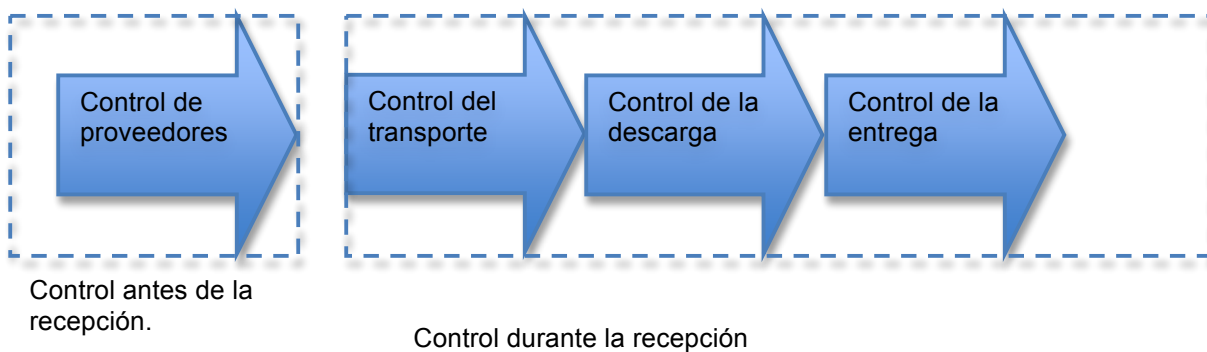 Control de
proveedores
Control del
transporte
Control de la
descarga
Control de la
entrega
Control antes de la
recepción.
Control durante la recepción